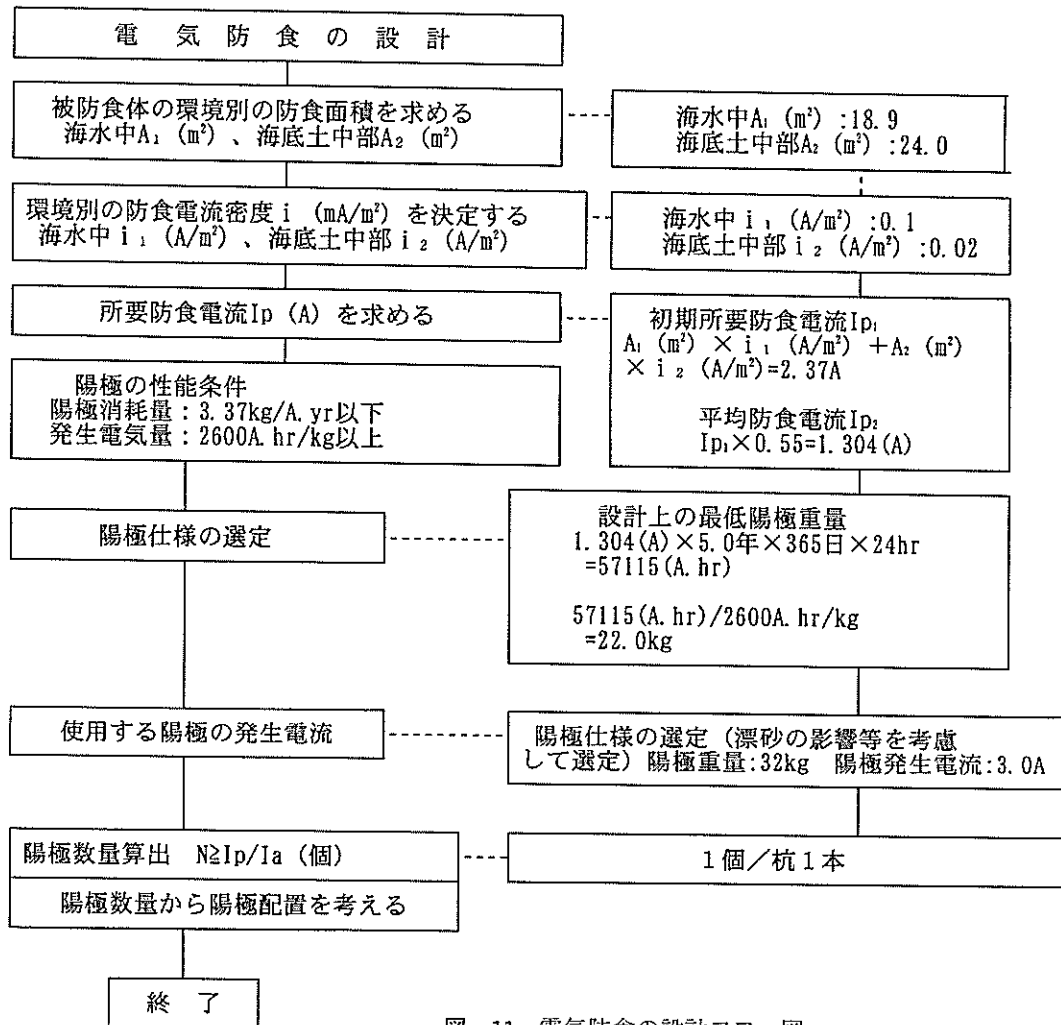 電 気 防 食 の 設 計
被防食体の環境別の防食面積を求める
海水中A₁ (m²) 、海底土中部A₂ (m²)
海水中A₁ (m²) :18.9
海底土中部A₂ (m²) :24.0
環境別の防食電流密度 i (mA/m²) を決定する
海水中 i ₁ (A/m²) 、海底土中部 i ₂ (A/m²)
海水中 i ₁ (A/m²) :0.1
海底土中部 i ₂ (A/m²) :0.02
所要防食電流Ip (A) を求める
初期所要防食電流Ip₁
A₁ (m²) × i ₁ (A/m²) +A₂ (m²)
× i ₂ (A/m²)=2.37A
平均防食電流Ip₂
Ip₁×0.55=1.304(A)
陽極の性能条件
陽極消耗量：3.37kg/A.yr以下
発生電気量：2600A.hr/kg以上
陽極仕様の選定
設計上の最低陽極重量
1.304(A)×5.0年×365日×24hr
=57115(A.hr)
57115(A.hr)/2600A.hr/kg
=22.0kg
使用する陽極の発生電流
陽極仕様の選定（漂砂の影響等を考慮
して選定）陽極重量:32kg 陽極発生電流:3.0A
陽極数量算出 N≧Ip/Ia (個)
1個／杭1本
陽極数量から陽極配置を考える
終 了